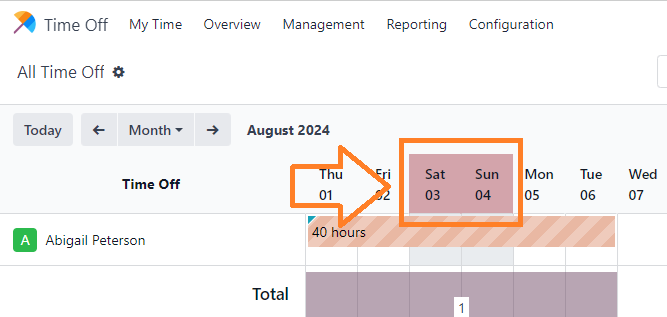 Time Off My Time Overview Management Reporting Configuration
All Time Off
Today Month August 2024
Time Off
Thu Fri Sat Sun Mon Tue Wed
01 02 03 04 05 06 07
A Abigail Peterson 40 hours
Total 1